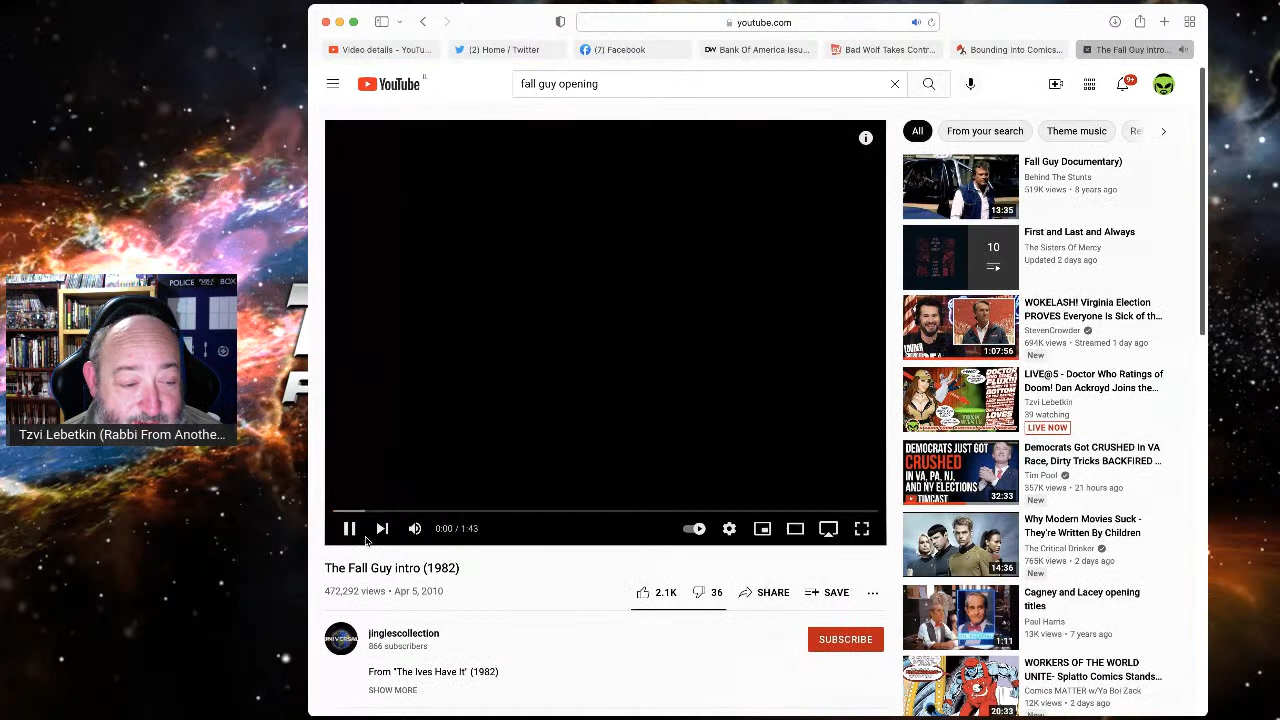 youtube.com
Video details - YouTu...
(2) Home / Twitter
(7) Facebook
DW Bank Of America Issu...
Bad Wolf Takes Contr...
Bounding Into Comics...
The Fall Guy intro...
YouTube IL
fall guy opening
9+
All
From your search
Theme music
Re
Fall Guy Documentary)
Behind The Stunts
519K views • 8 years ago
13:35
First and Last and Always
The Sisters Of Mercy
Updated 2 days ago
10
WOKELASH! Virginia Election
PROVES Everyone Is Sick of th...
StevenCrowder
694K views • Streamed 1 day ago
New
1:07:56
LIVE@5 - Doctor Who Ratings of
Doom! Dan Ackroyd Joins the...
Tzvi Lebetkin
39 watching
LIVE NOW
DEMOCRATS JUST GOT
CRUSHED
IN VA, PA, NJ,
AND NY ELECTIONS
TIMCAST
32:33
Democrats Got CRUSHED In VA
Race, Dirty Tricks BACKFIRED ...
Tim Pool
357K views • 21 hours ago
New
Why Modern Movies Suck -
They're Written By Children
The Critical Drinker
765K views • 2 days ago
New
14:36
Cagney and Lacey opening
titles
Paul Harris
13K views • 7 years ago
1:11
WORKERS OF THE WORLD
UNITE- Splatto Comics Stands...
Comics MATTER w/Ya Boi Zack
12K views • 2 days ago
20:33
POLICE
BOX
Tzvi Lebetkin (Rabbi From Anothe...
0:00 / 1:43
The Fall Guy intro (1982)
472,292 views • Apr 5, 2010
2.1K
36
SHARE
SAVE
UNIVERSAL
jinglescollection
866 subscribers
SUBSCRIBE
From "The Ives Have It" (1982)
SHOW MORE